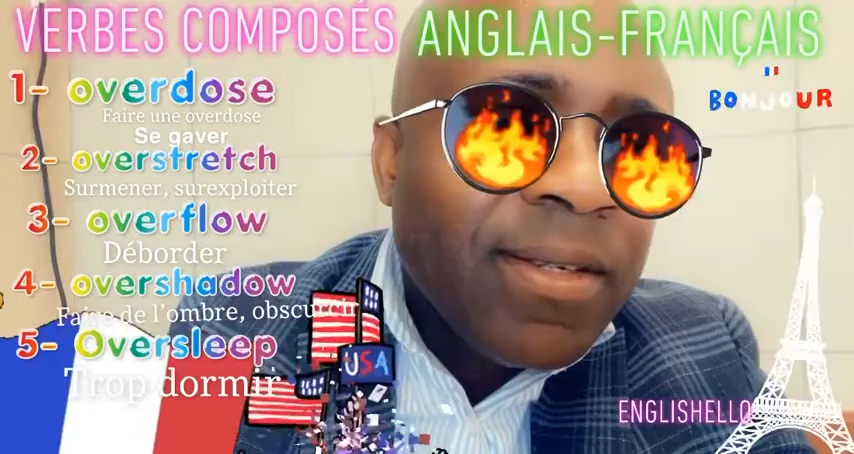 VERBES COMPOSÉS ANGLAIS-FRANÇAIS
BONJOUR
1- overdose
Faire une overdose
Se gaver
2- overstretch
Surmener, surexploiter
3- overflow
Déborder
4- overshadow
Faire de l'ombre, obscurcir
5- Oversleep
Trop dormir
USA
ENGLISHELLO